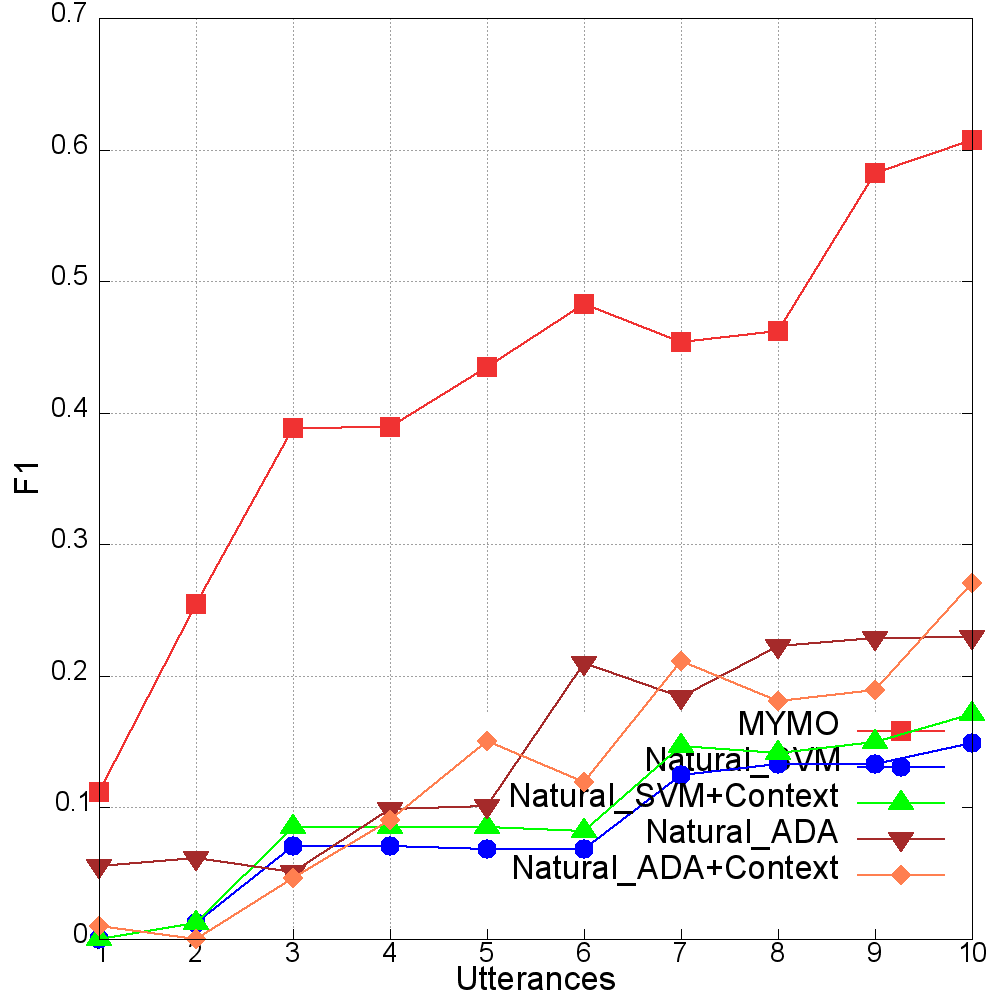 0.7
0.6
0.5
0.4
0.3
0.2
0.1
0
F1
MYMO
Natural_SVM
Natural_SVM+Context
Natural_ADA
Natural_ADA+Context
1 2 3 4 5 6 7 8 9 10
Utterances